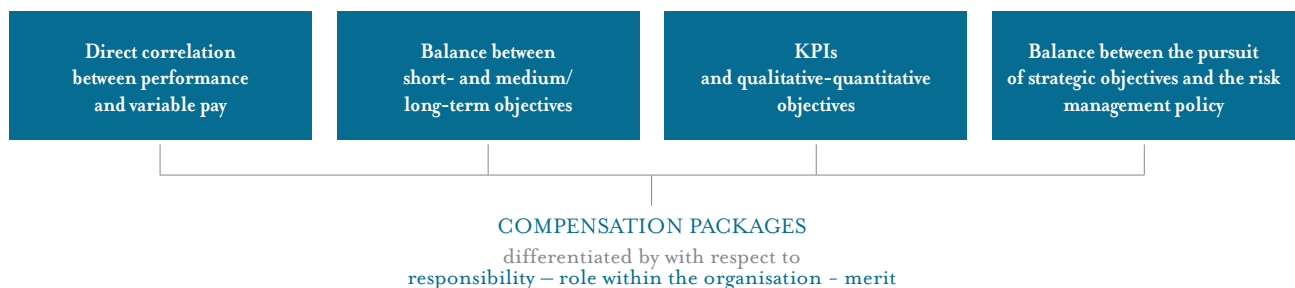 Direct correlation
between performance
and variable pay
Balance between
short- and medium/
long-term objectives
KPIs
and qualitative-quantitative
objectives
Balance between the pursuit
of strategic objectives and the risk
management policy
COMPENSATION PACKAGES
differentiated by with respect to
responsibility – role within the organisation - merit